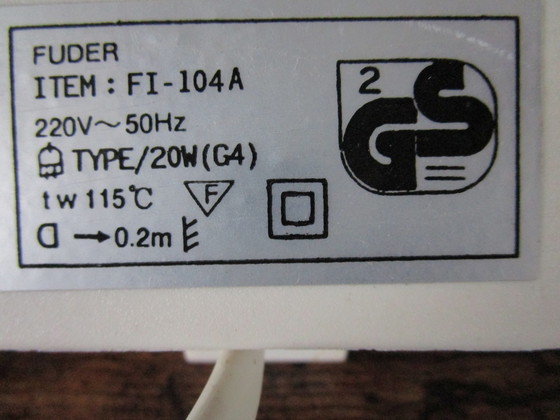 FUDER
ITEM : FI-104A
220V~50Hz
TYPE/20W(G4)
tw 115℃ F
→0.2m
2
GS